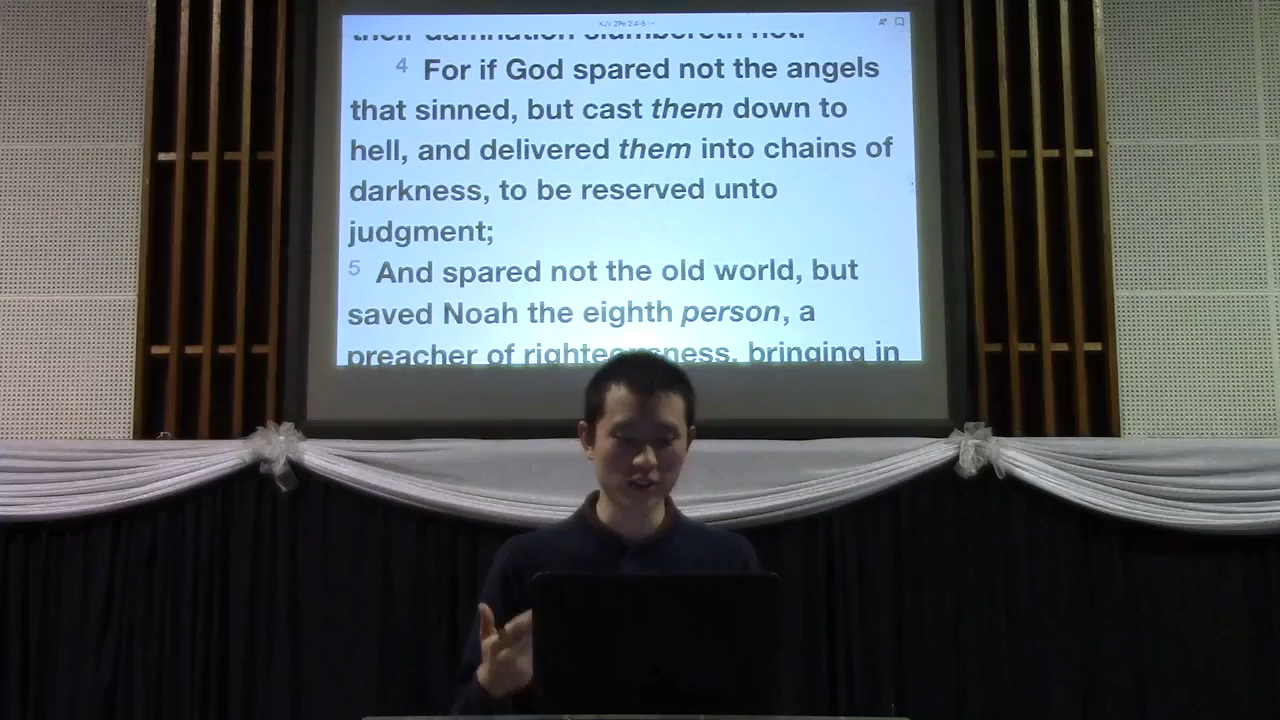 KJV 2Pe 2:4-5
their damnation slumbereth not.
4 For if God spared not the angels
that sinned, but cast them down to
hell, and delivered them into chains of
darkness, to be reserved unto
judgment;
5 And spared not the old world, but
saved Noah the eighth person, a
preacher of righteousness, bringing in